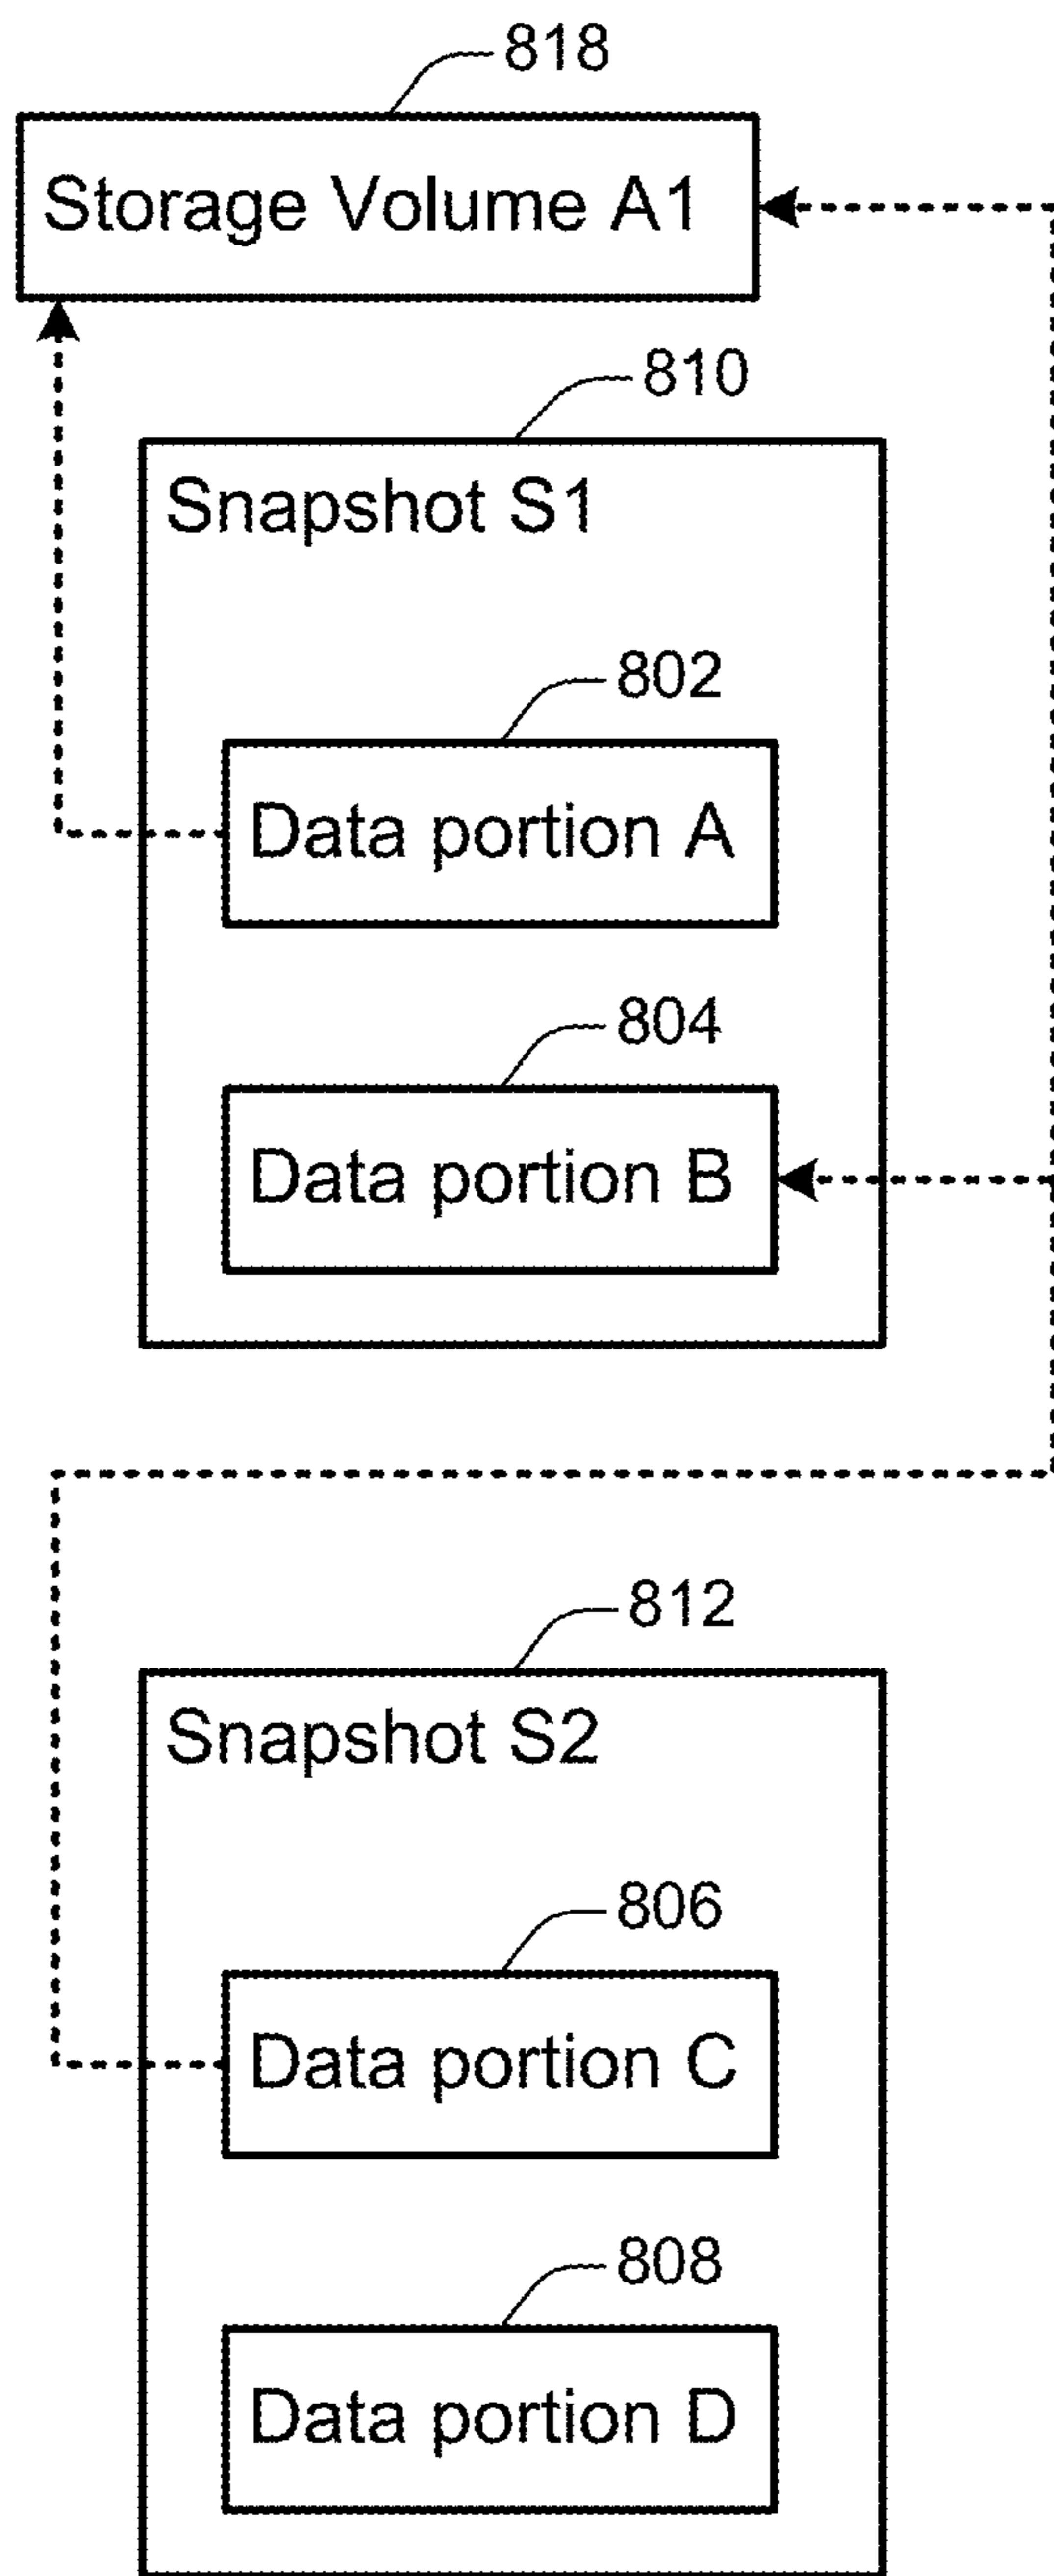 818
Storage Volume A1
810
Snapshot S1
802
Data portion A
804
Data portion B
812
Snapshot S2
806
Data portion C
808
Data portion D